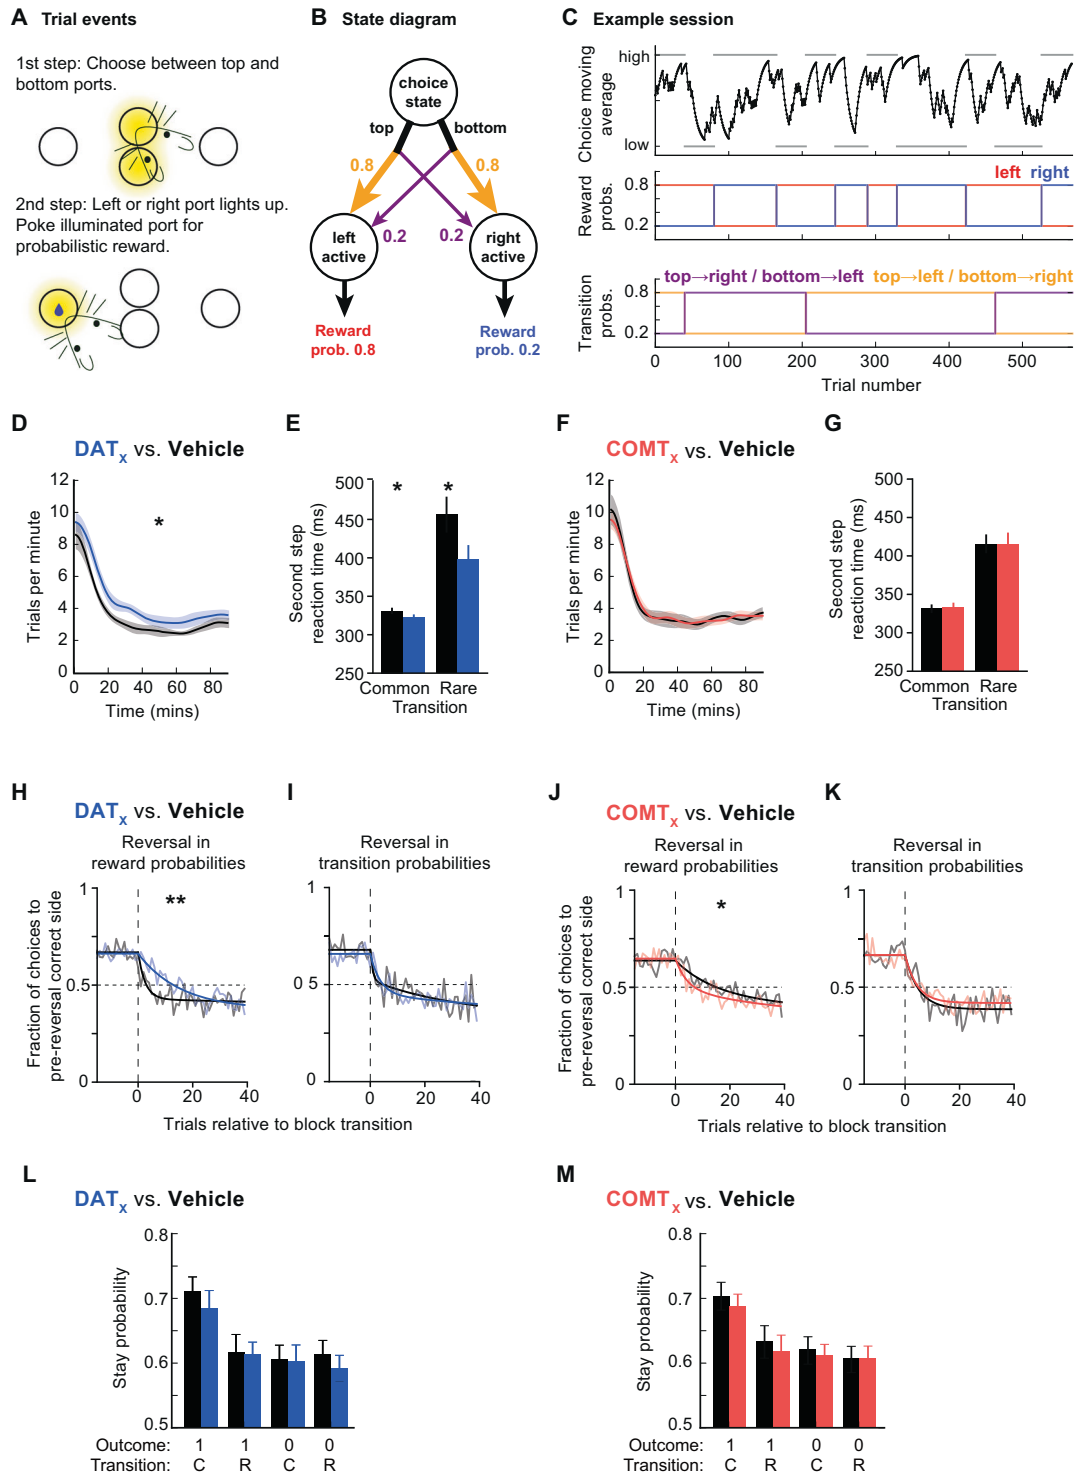 A Trial events
1st step: Choose between top and
bottom ports.
2nd step: Left or right port lights up.
Poke illuminated port for
probabilistic reward.
B State diagram
choice
state
top
bottom
0.8
0.8
0.2
0.2
left
active
right
active
Reward
prob. 0.8
Reward
prob. 0.2
C Example session
Choice moving
average
high
low
left right
Reward
probs.
0.8
0.2
top→right / bottom→left top→left / bottom→right
Transition
probs.
0.8
0.2
0 100 200 300 400 500
Trial number
D
DATx vs. Vehicle
Trials per minute
12
10
8
6
4
2
0
*
0 20 40 60 80
Time (mins)
E
Second step
reaction time (ms)
500
450
400
350
300
250
* *
Common Rare
Transition
F
COMTx vs. Vehicle
Trials per minute
12
10
8
6
4
2
0
0 20 40 60 80
Time (mins)
G
Second step
reaction time (ms)
500
450
400
350
300
250
Common Rare
Transition
H
DATx vs. Vehicle
Reversal in
reward probabilities
Fraction of choices to
pre-reversal correct side
1
0.5
0
**
0 20 40
I
Reversal in
transition probabilities
1
0.5
0
0 20 40
Trials relative to block transition
J
COMTx vs. Vehicle
Reversal in
reward probabilities
Fraction of choices to
pre-reversal correct side
1
0.5
0
*
0 20 40
K
Reversal in
transition probabilities
1
0.5
0
0 20 40
Trials relative to block transition
L
DATx vs. Vehicle
Stay probability
0.8
0.7
0.6
0.5
Outcome: 1 1 0 0
Transition: C R C R
M
COMTx vs. Vehicle
Stay probability
0.8
0.7
0.6
0.5
Outcome: 1 1 0 0
Transition: C R C R